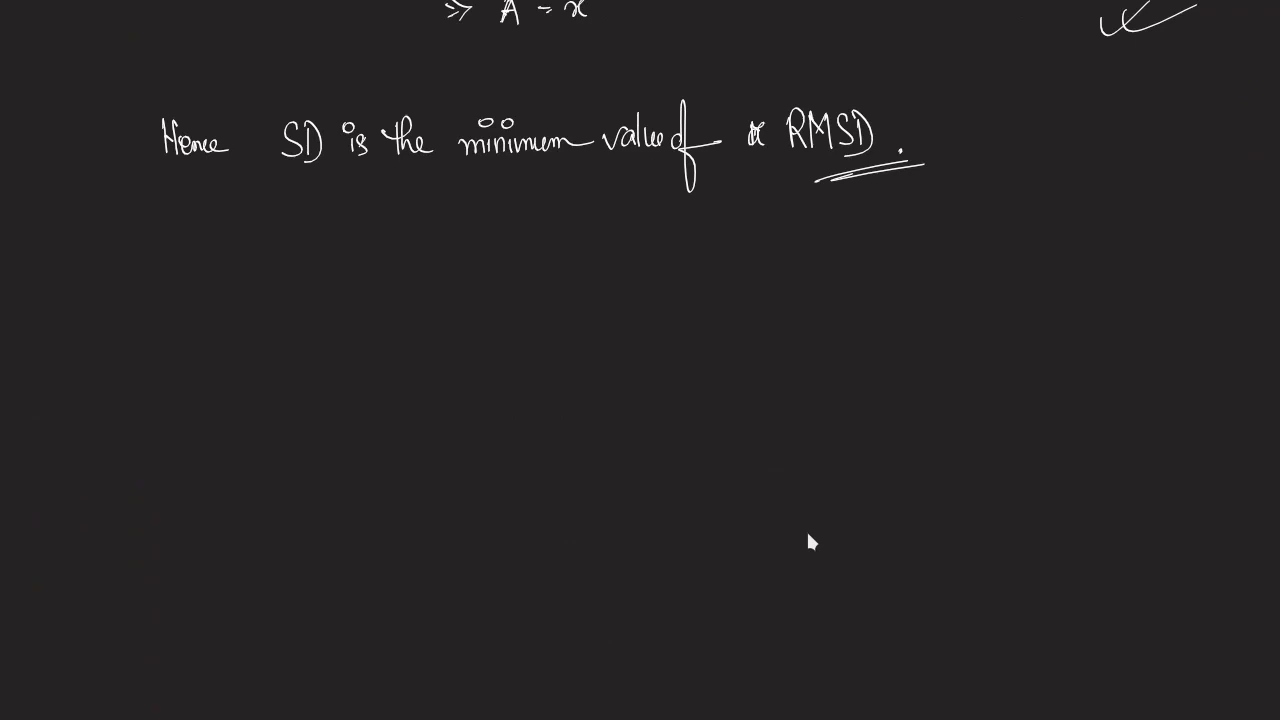 ⇒ A = x
Hence SD is the minimum value of RMSD.